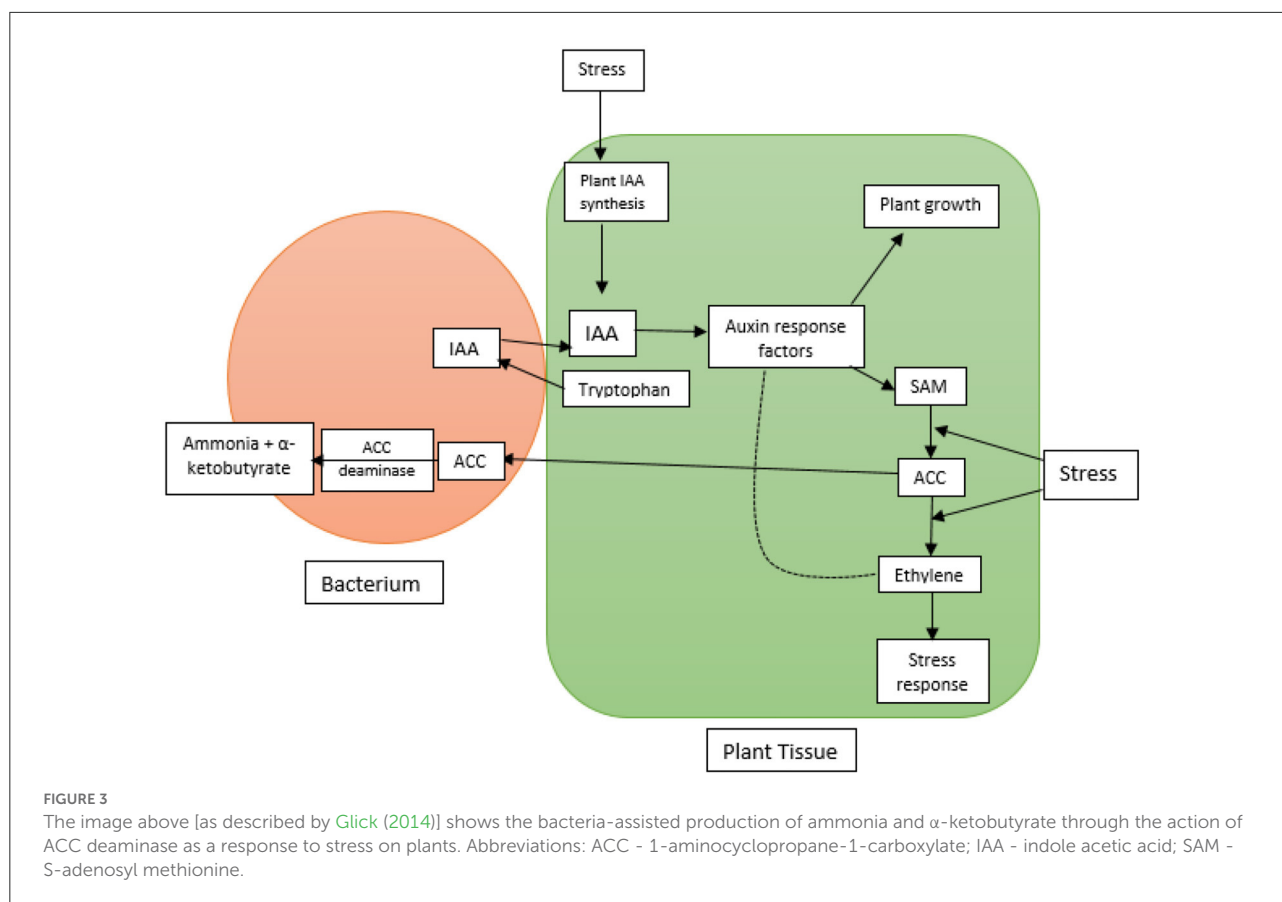 Stress
Plant IAA
synthesis
Plant growth
IAA
IAA
Auxin response
factors
Tryptophan
SAM
Ammonia + α-
ketobutyrate
ACC
deaminase
ACC
ACC
Stress
Ethylene
Bacterium
Stress
response
Plant Tissue
FIGURE 3
The image above [as described by Glick (2014)] shows the bacteria-assisted production of ammonia and α-ketobutyrate through the action of
ACC deaminase as a response to stress on plants. Abbreviations: ACC - 1-aminocyclopropane-1-carboxylate; IAA - indole acetic acid; SAM -
S-adenosyl methionine.